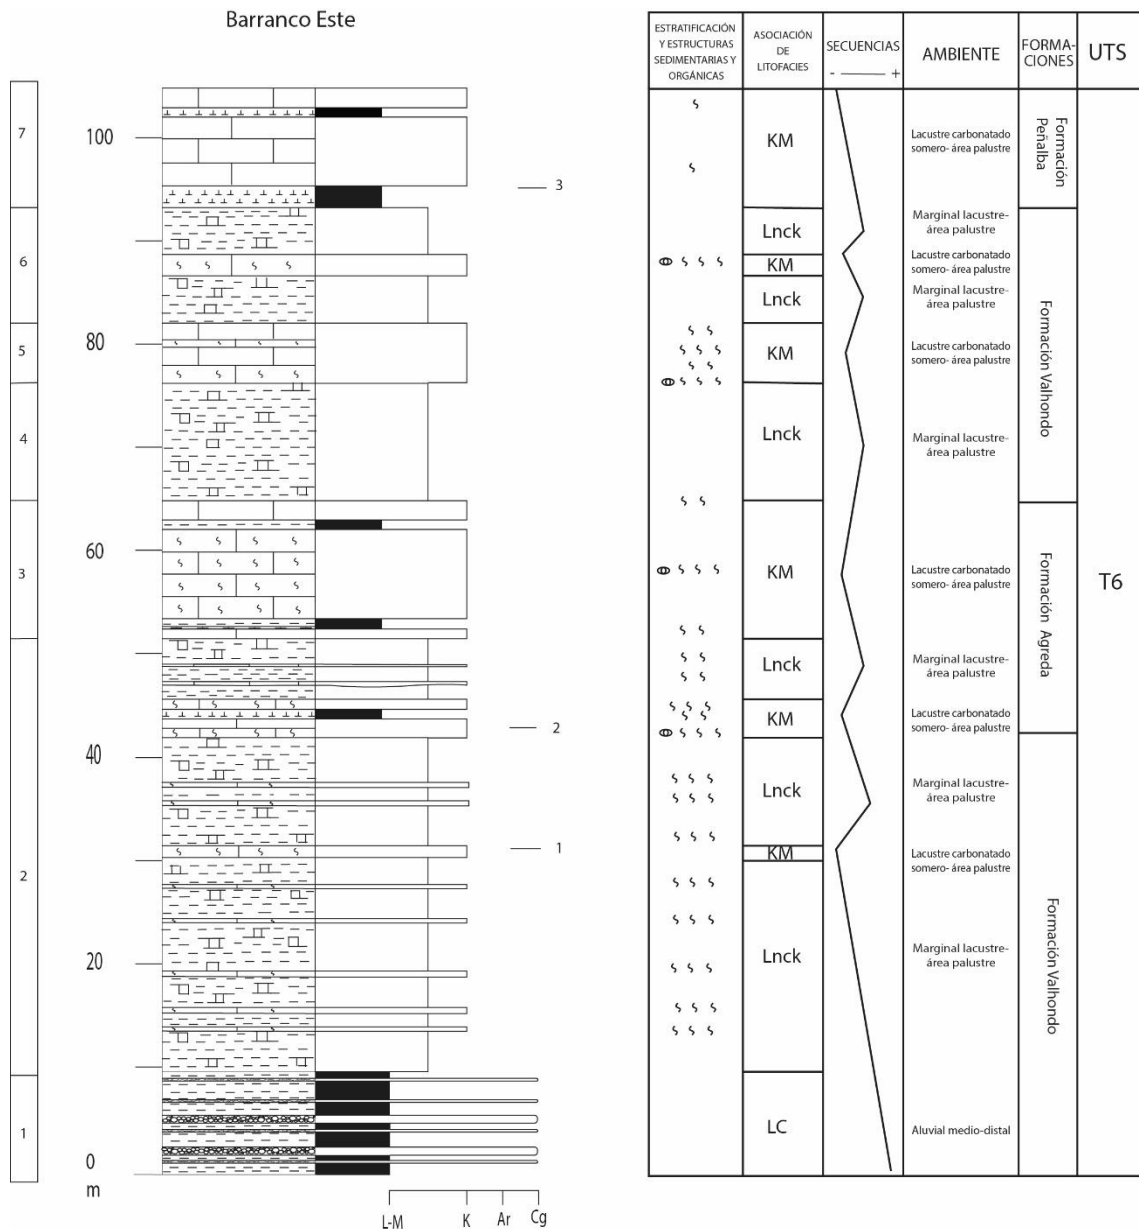 Barranco Este
ESTRATIFICACIÓN
Y ESTRUCTURAS
SEDIMENTARIAS Y
ORGÁNICAS
ASOCIACIÓN
DE
LITOFACIES
SECUENCIAS
- +
AMBIENTE
FORMA-
CIONES
UTS
7
100
3
KM
Lacustre carbonatado
somero- área palustre
Formación
Peñalba
Lnck
Marginal lacustre-
área palustre
6
KM
Lacustre carbonatado
somero- área palustre
Lnck
Marginal lacustre-
área palustre
5
80
KM
Lacustre carbonatado
somero- área palustre
Formación Valhondo
4
Lnck
Marginal lacustre-
área palustre
3
60
KM
Lacustre carbonatado
somero- área palustre
Formación Agreda
T6
Lnck
Marginal lacustre-
área palustre
2
KM
Lacustre carbonatado
somero- área palustre
40
Lnck
Marginal lacustre-
área palustre
1
KM
Lacustre carbonatado
somero- área palustre
2
20
Lnck
Marginal lacustre-
área palustre
Formación Valhondo
1
LC
Aluvial medio-distal
0
m
L-M
K
Ar
Cg